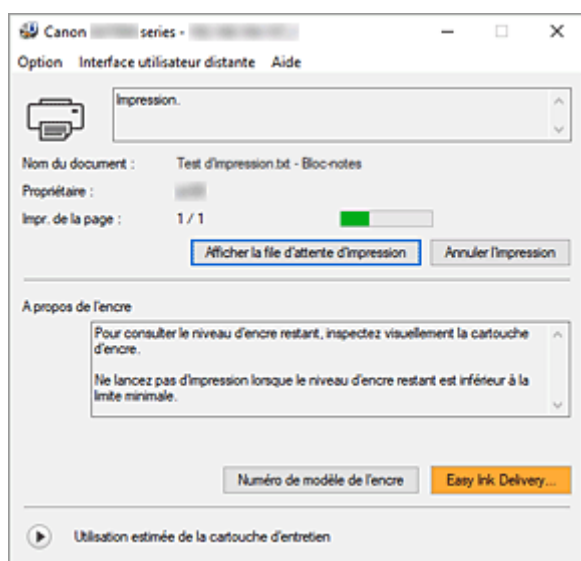 Canon series -
Option Interface utilisateur distante Aide
Impression.
Nom du document : Test d'impression.txt - Bloc-notes
Propriétaire :
Impr. de la page : 1 / 1
Afficher la file d'attente d'impression Annuler l'impression
A propos de l'encre
Pour consulter le niveau d'encre restant, inspectez visuellement la cartouche
d'encre.
Ne lancez pas d'impression lorsque le niveau d'encre restant est inférieur à la
limite minimale.
Numéro de modèle de l'encre Easy Ink Delivery...
Utilisation estimée de la cartouche d'entretien